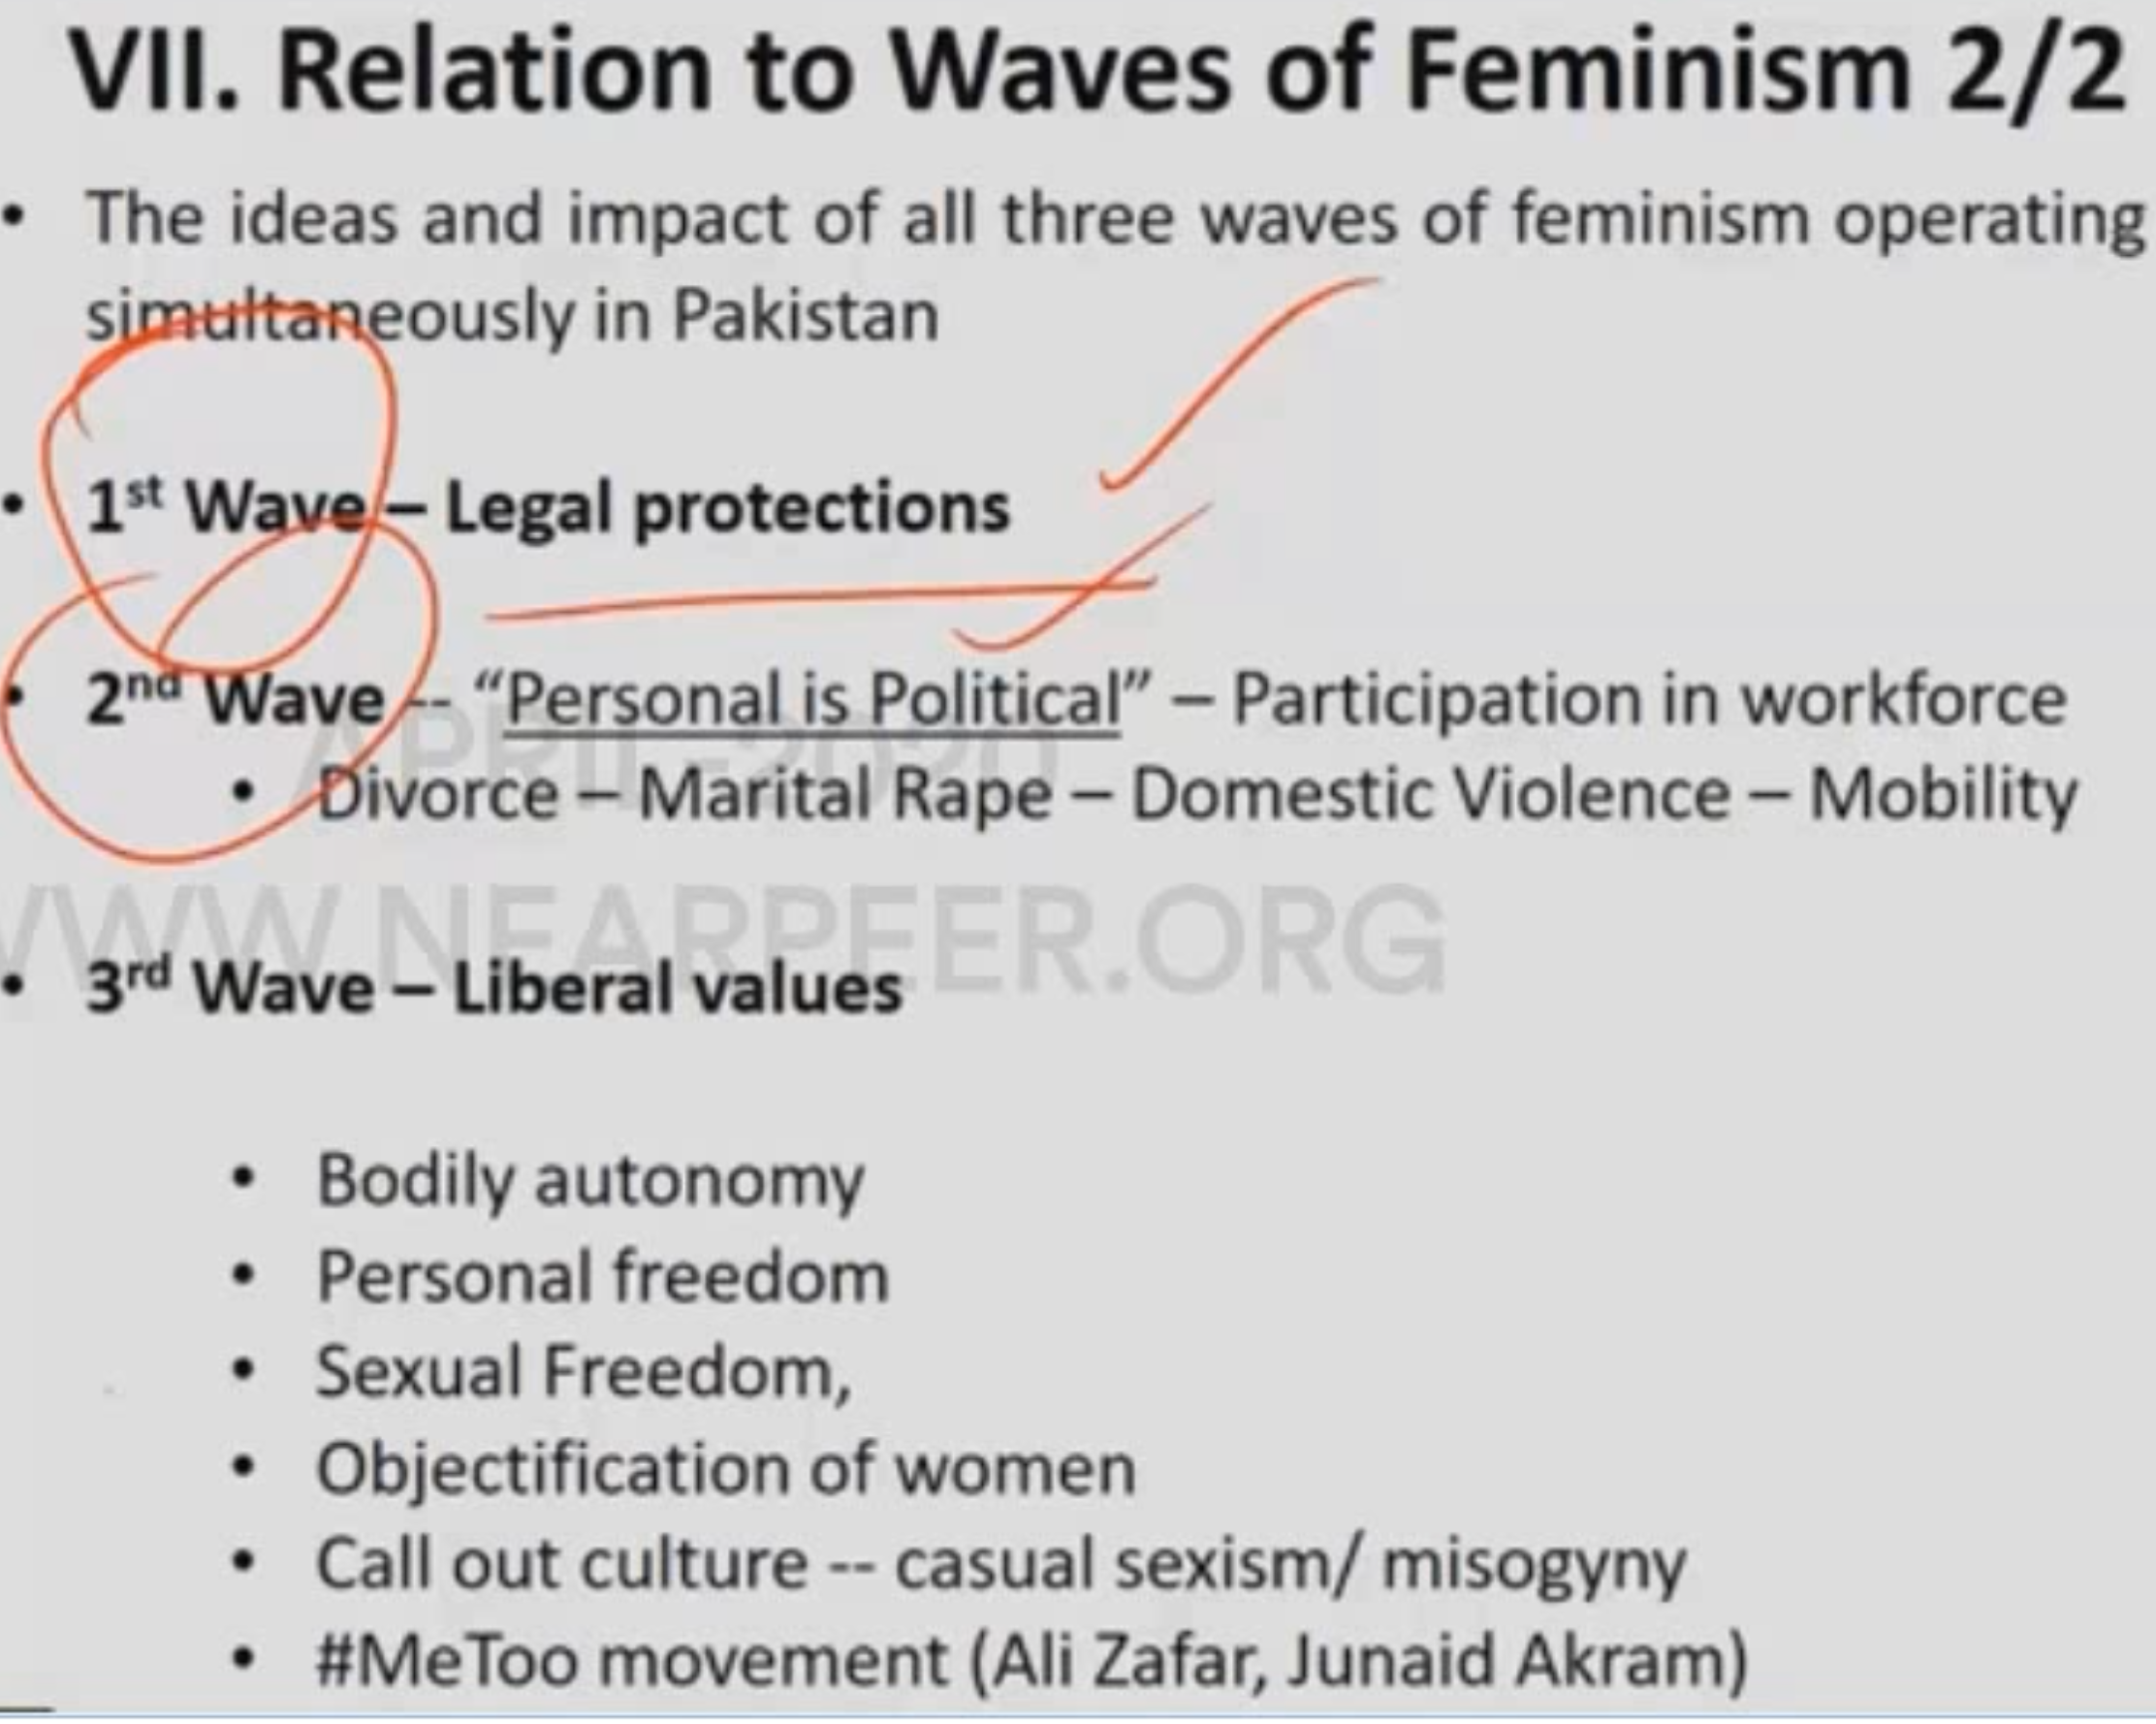 VII. Relation to Waves of Feminism 2/2
• The ideas and impact of all three waves of feminism operating
simultaneously in Pakistan
• 1st Wave – Legal protections
• 2nd Wave -- “Personal is Political” – Participation in workforce
• Divorce – Marital Rape – Domestic Violence – Mobility
APRIL-2020
WWW.NEARPEER.ORG
• 3rd Wave – Liberal values
• Bodily autonomy
• Personal freedom
• Sexual Freedom,
• Objectification of women
• Call out culture -- casual sexism/ misogyny
• #MeToo movement (Ali Zafar, Junaid Akram)